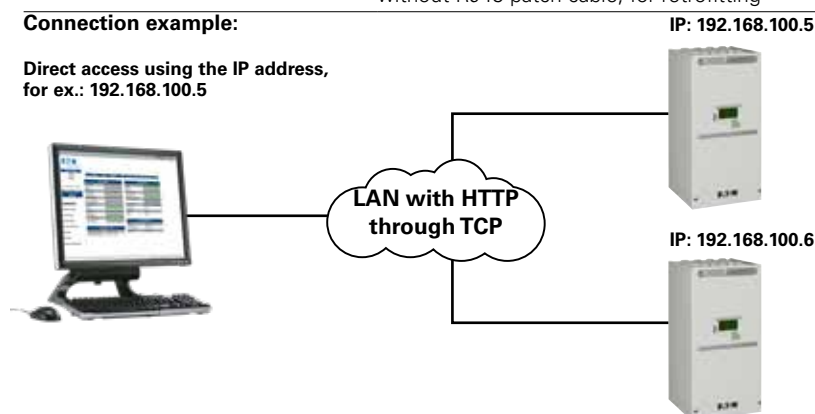 Connection example:
IP: 192.168.100.5
Direct access using the IP address,
for ex.: 192.168.100.5
LAN with HTTP
through TCP
IP: 192.168.100.6
E·T·N